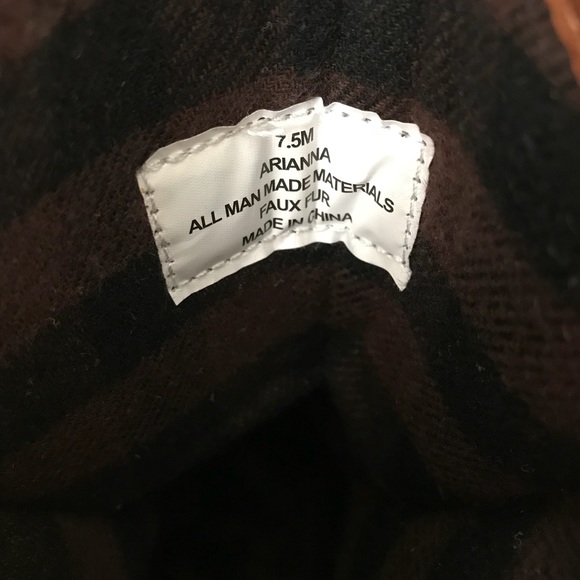 7.5M
ARIANNA
ALL MAN MADE MATERIALS
FAUX FUR
MADE IN CHINA